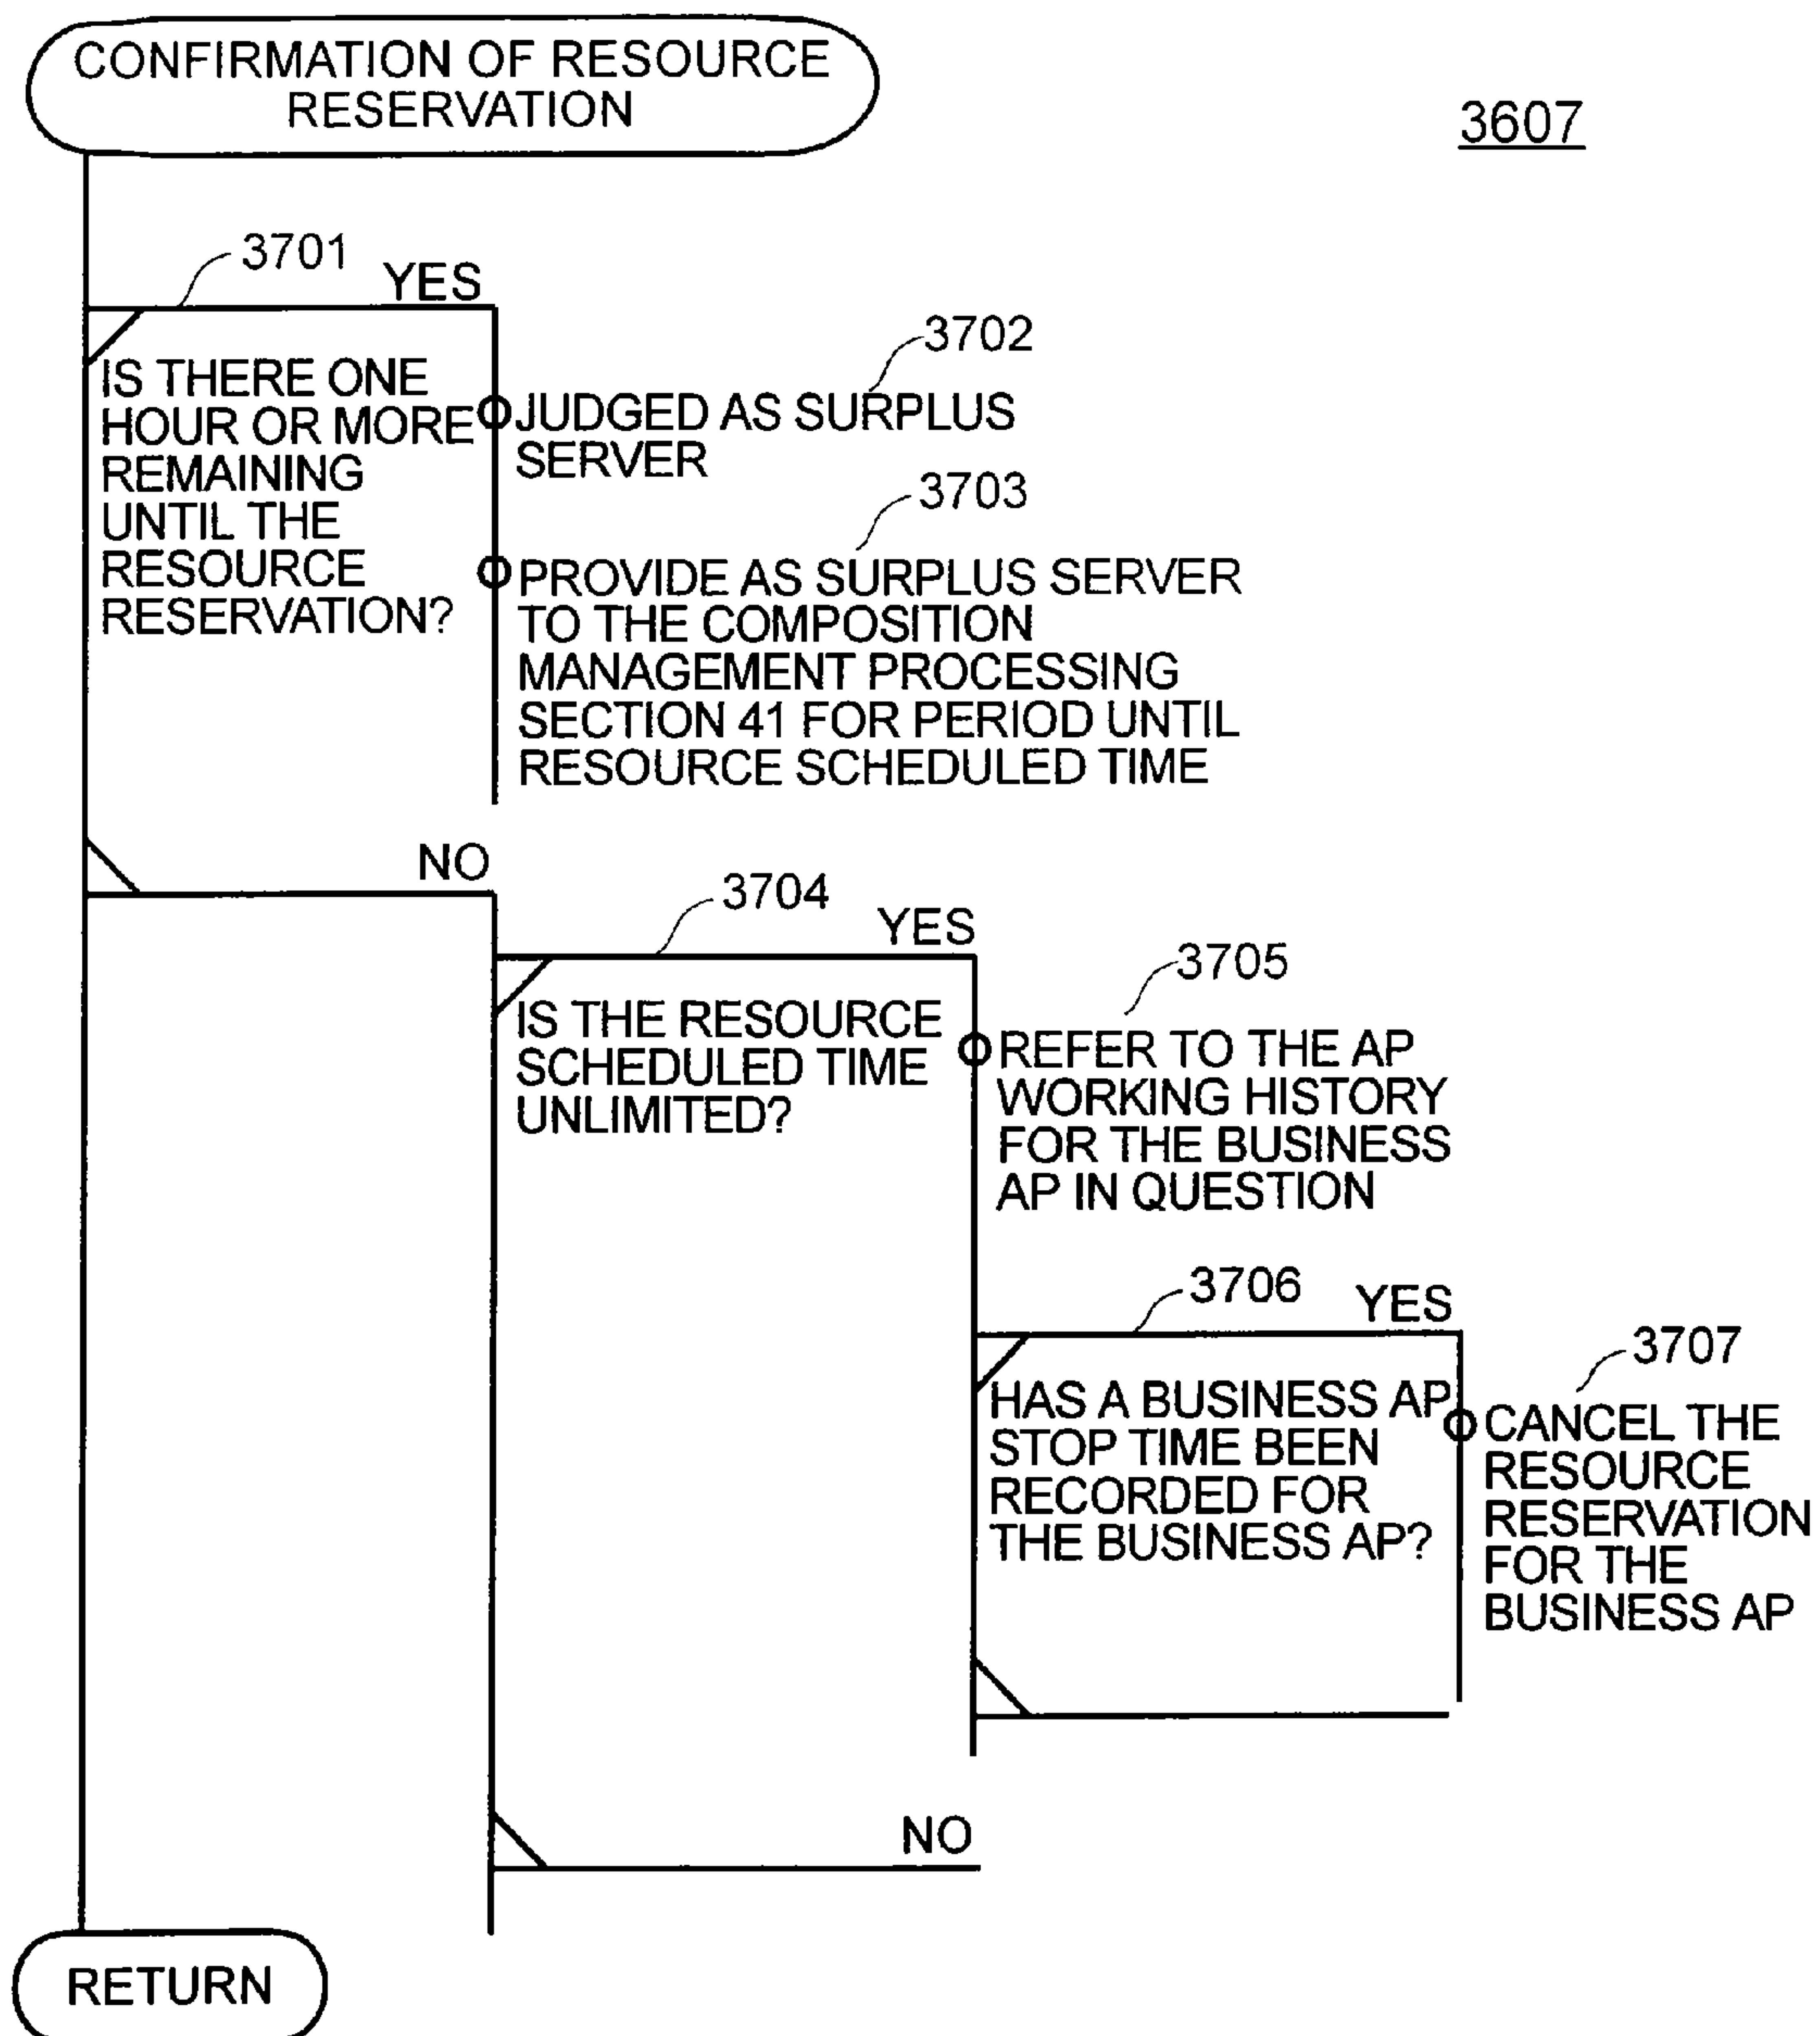 CONFIRMATION OF RESOURCE
RESERVATION
3607
3701
YES
IS THERE ONE
HOUR OR MORE
REMAINING
UNTIL THE
RESOURCE
RESERVATION?
3702
JUDGED AS SURPLUS
SERVER
3703
PROVIDE AS SURPLUS SERVER
TO THE COMPOSITION
MANAGEMENT PROCESSING
SECTION 41 FOR PERIOD UNTIL
RESOURCE SCHEDULED TIME
NO
3704
YES
IS THE RESOURCE
SCHEDULED TIME
UNLIMITED?
3705
REFER TO THE AP
WORKING HISTORY
FOR THE BUSINESS
AP IN QUESTION
3706
YES
HAS A BUSINESS AP
STOP TIME BEEN
RECORDED FOR
THE BUSINESS AP?
3707
CANCEL THE
RESOURCE
RESERVATION
FOR THE
BUSINESS AP
NO
RETURN